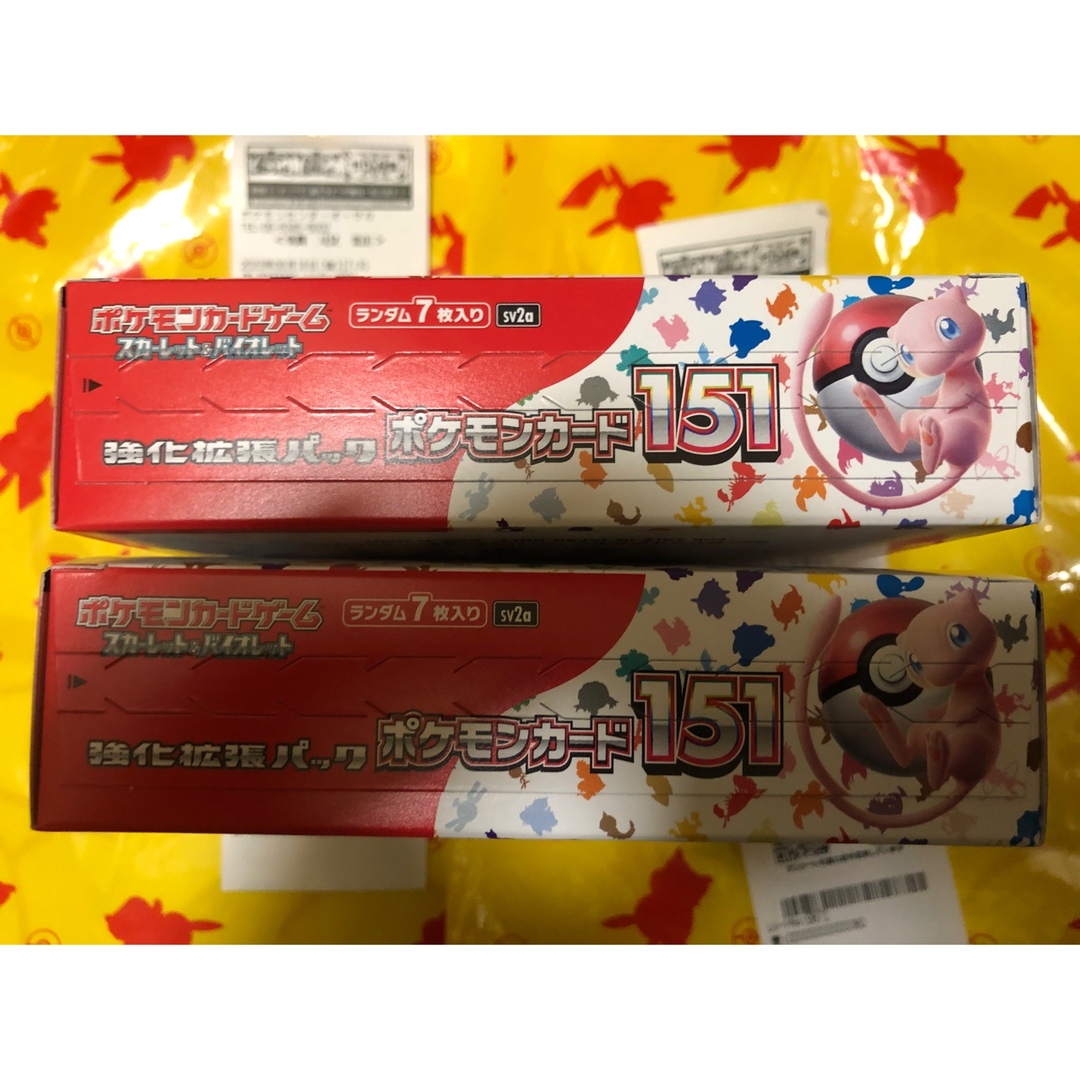 ポケモンカードゲーム
スカーレット&バイオレット
ランダム7枚入り sv2a
強化拡張パック ポケモンカード151
ポケモンカードゲーム
スカーレット&バイオレット
ランダム7枚入り sv2a
強化拡張パック ポケモンカード151